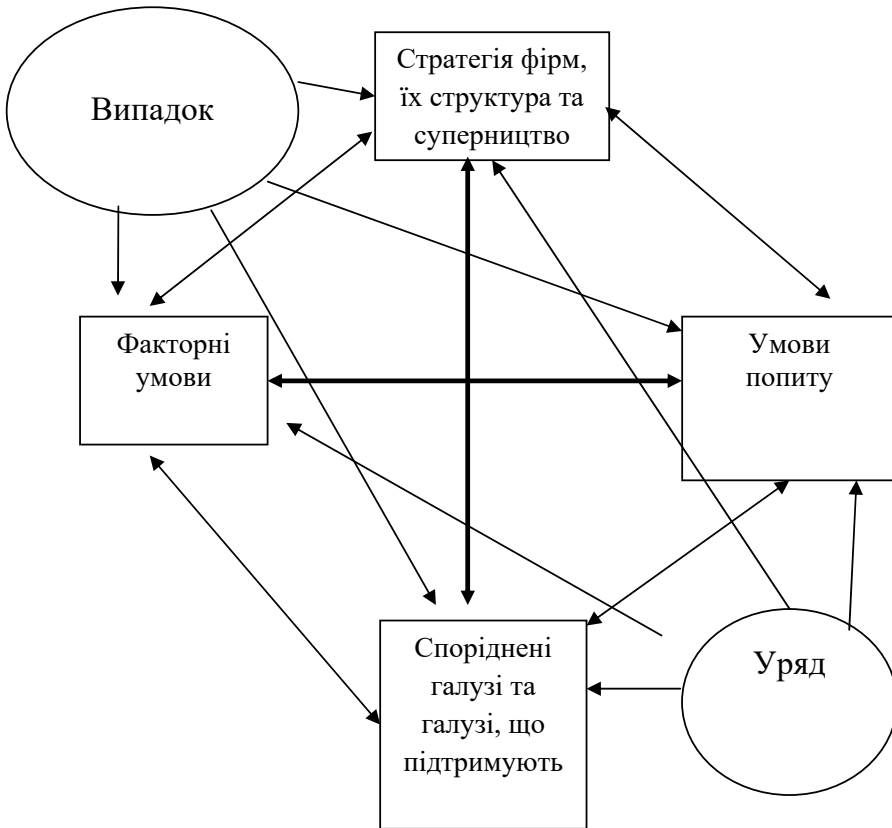 Стратегія фірм,
їх структура та
суперництво
Випадок
Факторні
умови
Умови
попиту
Споріднені
галузі та
галузі, що
підтримують
Уряд